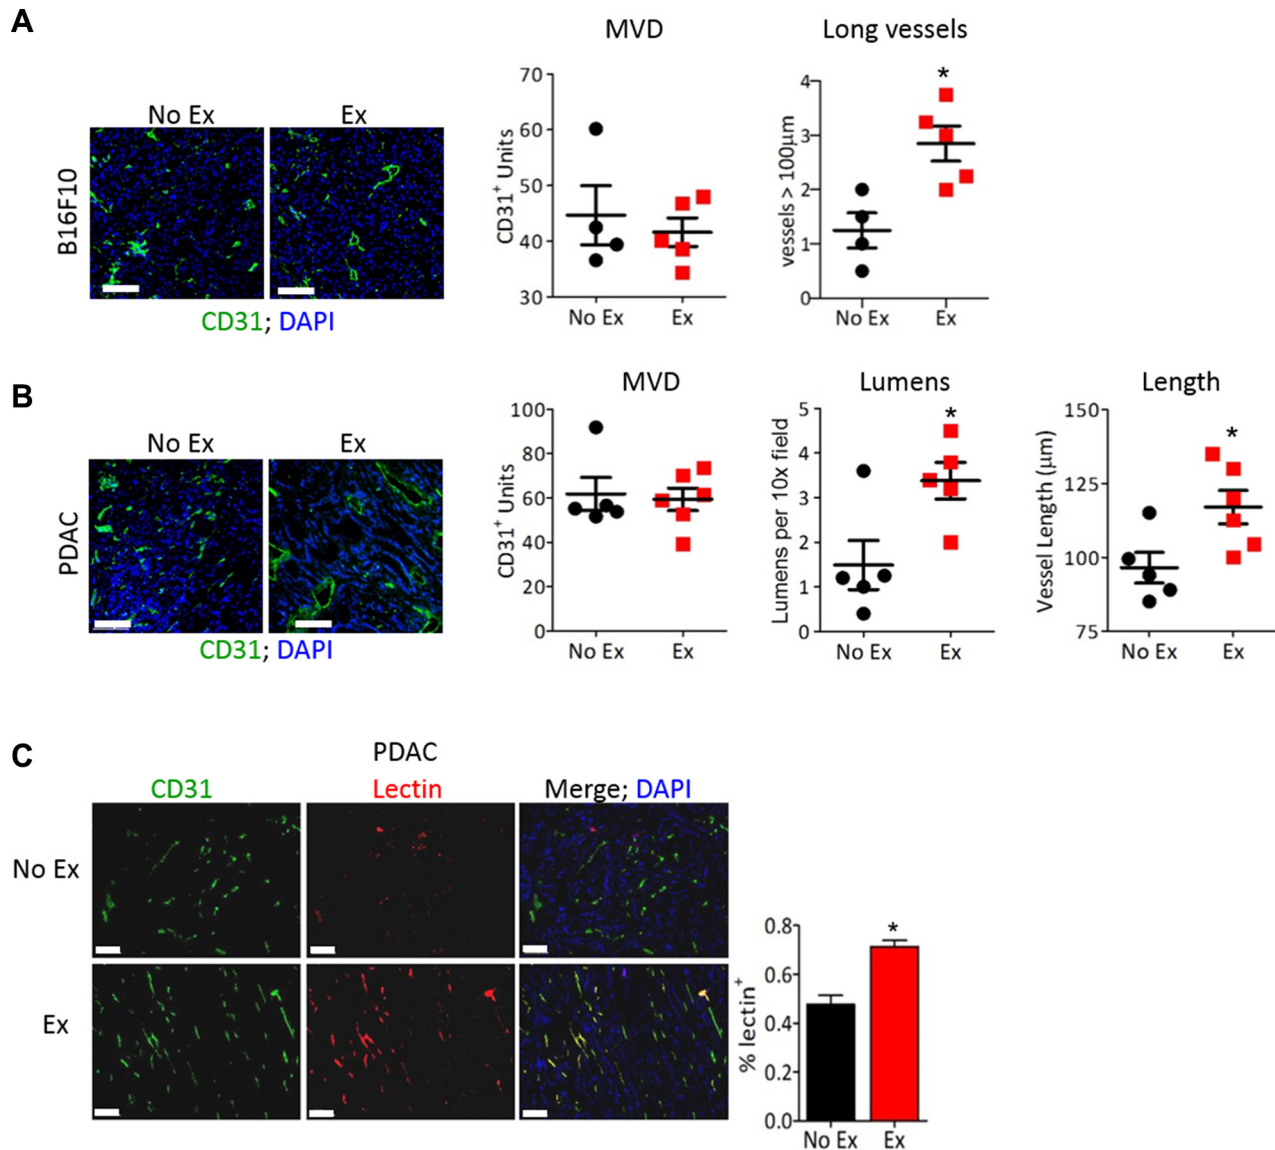 A
MVD
Long vessels
No Ex
Ex
B16F10
CD31; DAPI
CD31⁺ Units
70
60
50
40
30
No Ex
Ex
vessels > 100µm
*
4
3
2
1
0
No Ex
Ex
B
MVD
Lumens
Length
No Ex
Ex
PDAC
CD31; DAPI
CD31⁺ Units
100
80
60
40
20
0
No Ex
Ex
Lumens per 10x field
*
5
4
3
2
1
0
No Ex
Ex
Vessel Length (µm)
*
150
125
100
75
No Ex
Ex
C
PDAC
CD31
Lectin
Merge; DAPI
No Ex
Ex
% lectin⁺
*
0.8
0.6
0.4
0.2
0.0
No Ex
Ex